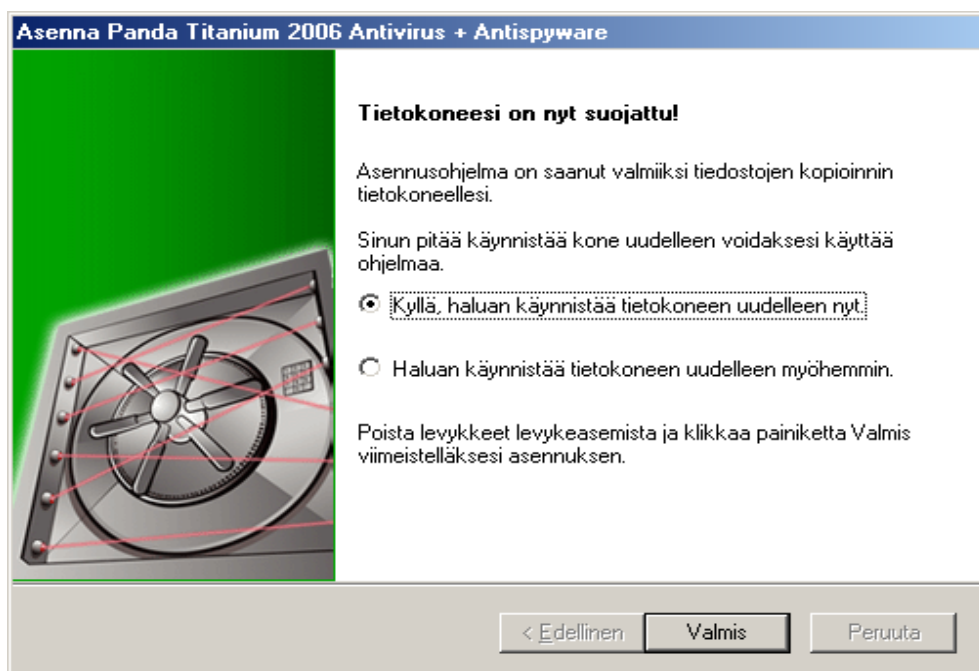 Asenna Panda Titanium 2006 Antivirus + Antispyware
Tietokoneesi on nyt suojattu!
Asennusohjelma on saanut valmiiksi tiedostojen kopioinnin
tietokoneellesi.
Sinun pitää käynnistää kone uudelleen voidaksesi käyttää
ohjelmaa.
Kyllä, haluan käynnistää tietokoneen uudelleen nyt.
Haluan käynnistää tietokoneen uudelleen myöhemmin.
Poista levykkeet levykeasemista ja klikkaa painiketta Valmis
viimeistelläksesi asennuksen.
< Edellinen
Valmis
Peruuta